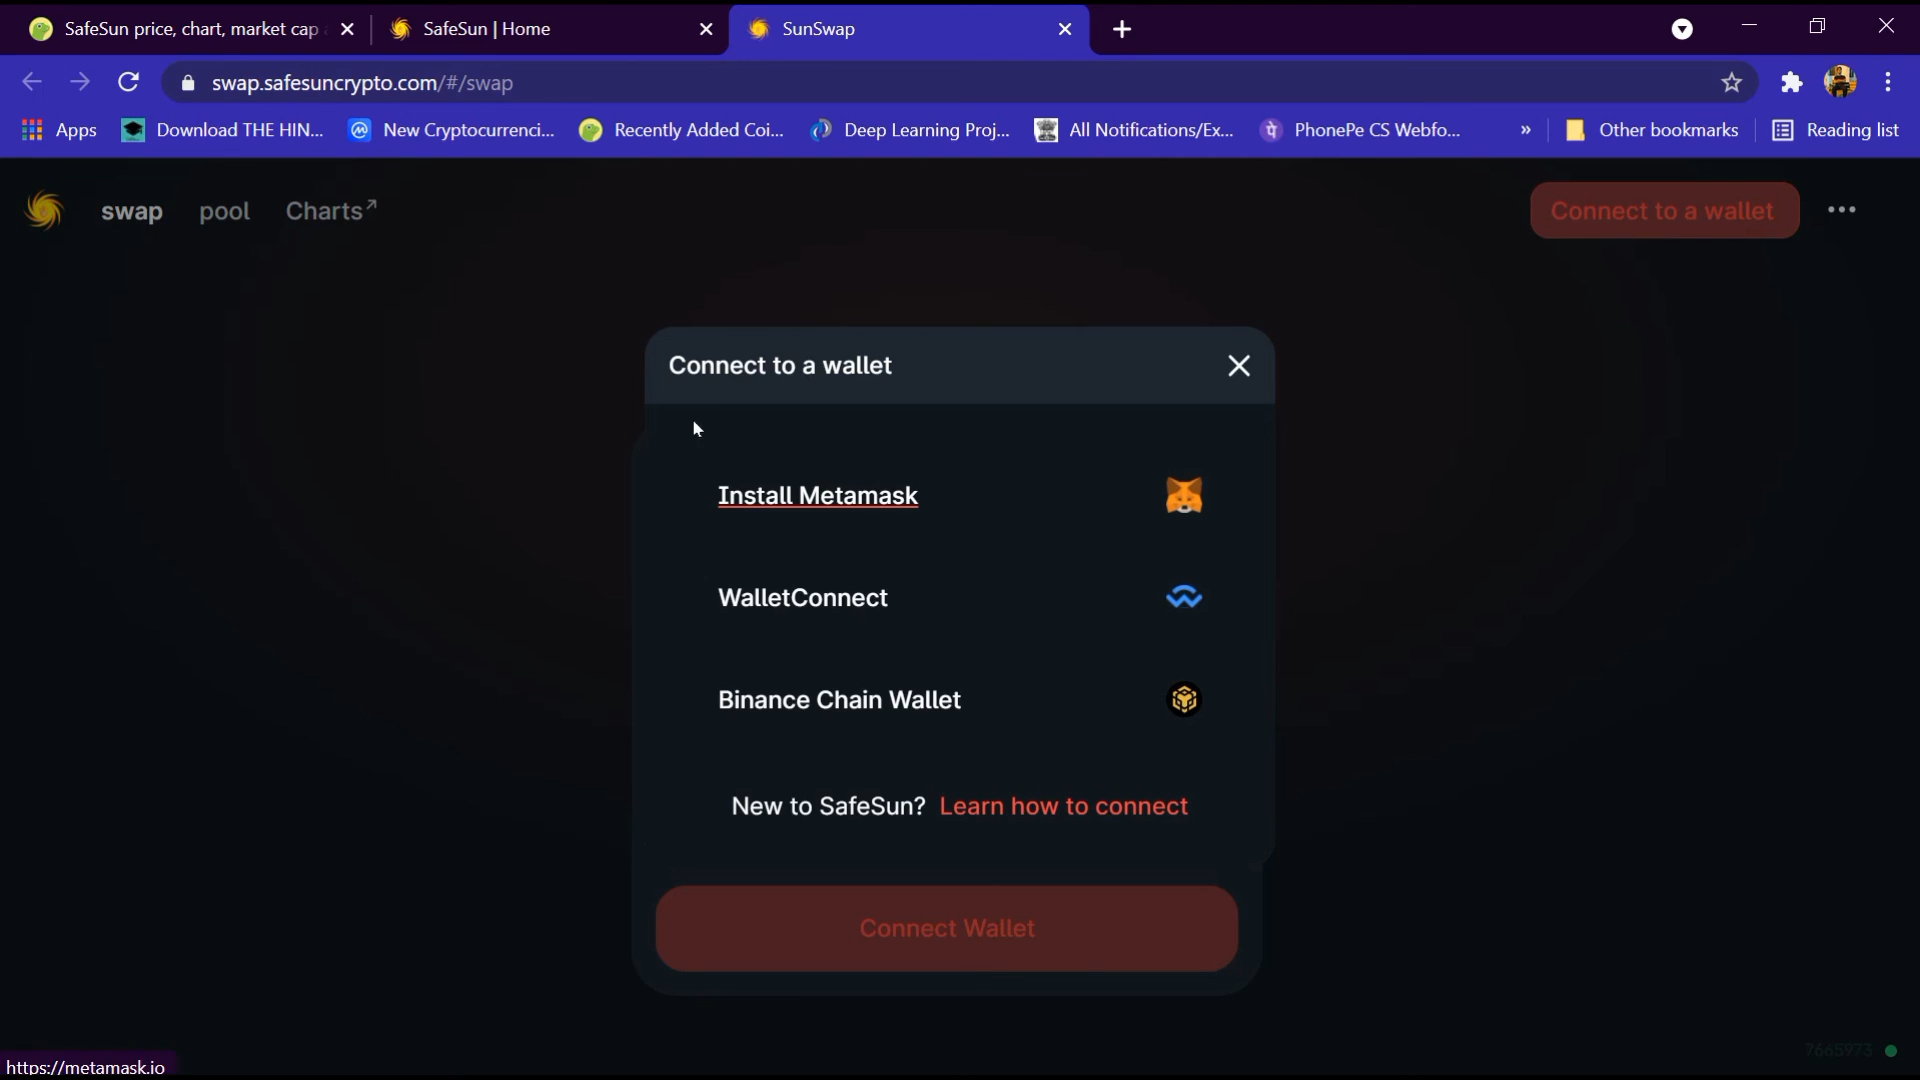 SafeSun price, chart, market cap
SafeSun | Home
SunSwap
swap.safesuncrypto.com/#/swap
Apps
Download THE HIN...
New Cryptocurrenci...
Recently Added Coi...
Deep Learning Proj...
All Notifications/Ex...
PhonePe CS Webfo...
»
Other bookmarks
Reading list
swap
pool
Charts↗
Connect to a wallet
Connect to a wallet
Install Metamask
WalletConnect
Binance Chain Wallet
New to SafeSun? Learn how to connect
Connect Wallet
7665973
https://metamask.io